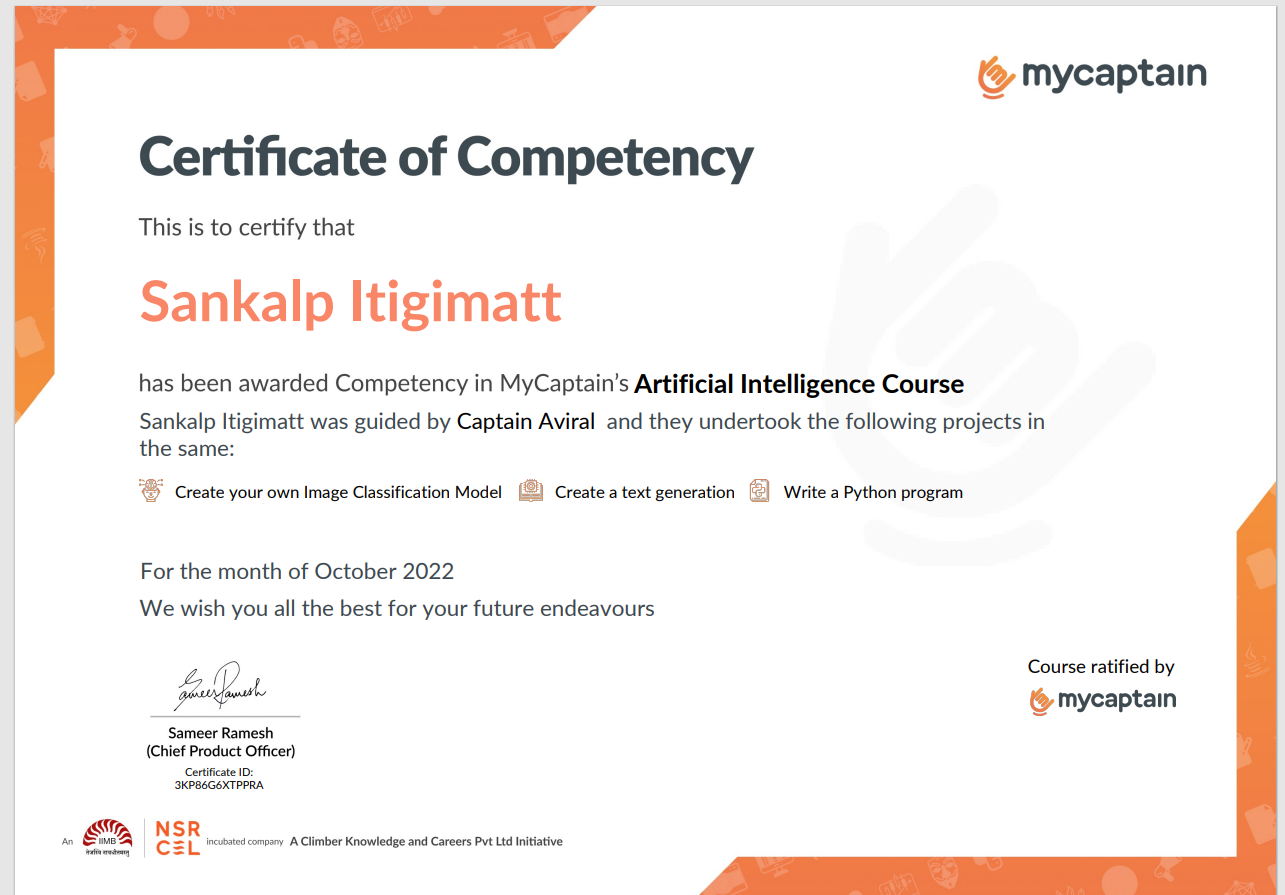 mycaptain
Certificate of Competency
This is to certify that
Sankalp Itigimatt
has been awarded Competency in MyCaptain's Artificial Intelligence Course
Sankalp Itigimatt was guided by Captain Aviral and they undertook the following projects in
the same:
Create your own Image Classification Model Create a text generation Write a Python program
For the month of October 2022
We wish you all the best for your future endeavours
Sameer Ramesh
Course ratified by
mycaptain
Sameer Ramesh
(Chief Product Officer)
Certificate ID:
3KP86G6XTPPRA
An IIMB NSR incubated company A Climber Knowledge and Careers Pvt Ltd Initiative
CEL